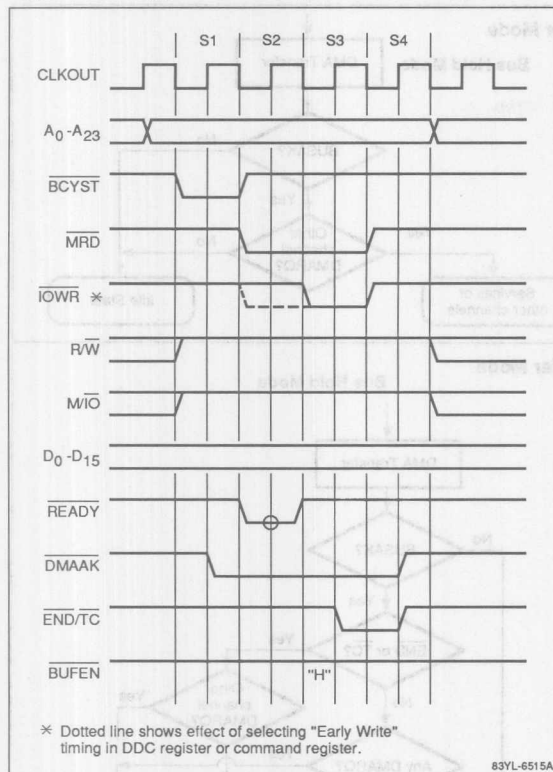 S1 S2 S3 S4
CLKOUT
A0 -A23
BCYST
MRD
IOWR *
R/W
M/IO
D0 -D15
READY
DMAAK
END/TC
BUFEN "H"
* Dotted line shows effect of selecting "Early Write"
timing in DDC register or command register.
83YL-6515A